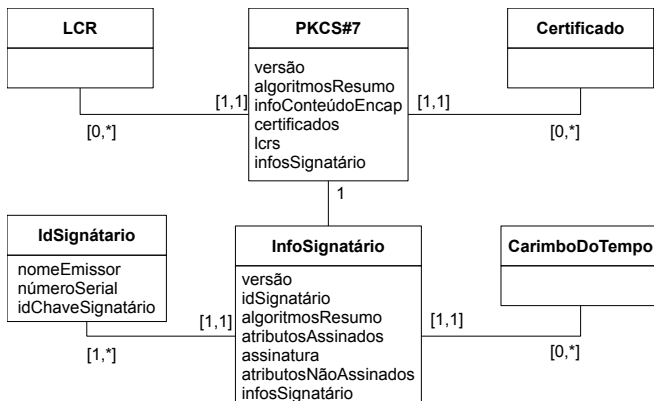 LCR
PKCS#7
Certificado
versão
algoritmosResumo
infoConteúdoEncap
certificados
lcrs
infosSignatário
[1,1]
[1,1]
[0,*]
[0,*]
1
IdSignátario
nomeEmissor
númeroSerial
idChaveSignatário
InfoSignatário
versão
idSignatário
algoritmosResumo
atributosAssinados
assinatura
atributosNãoAssinados
infosSignatário
CarimboDoTempo
[1,1]
[1,1]
[1,*]
[0,*]